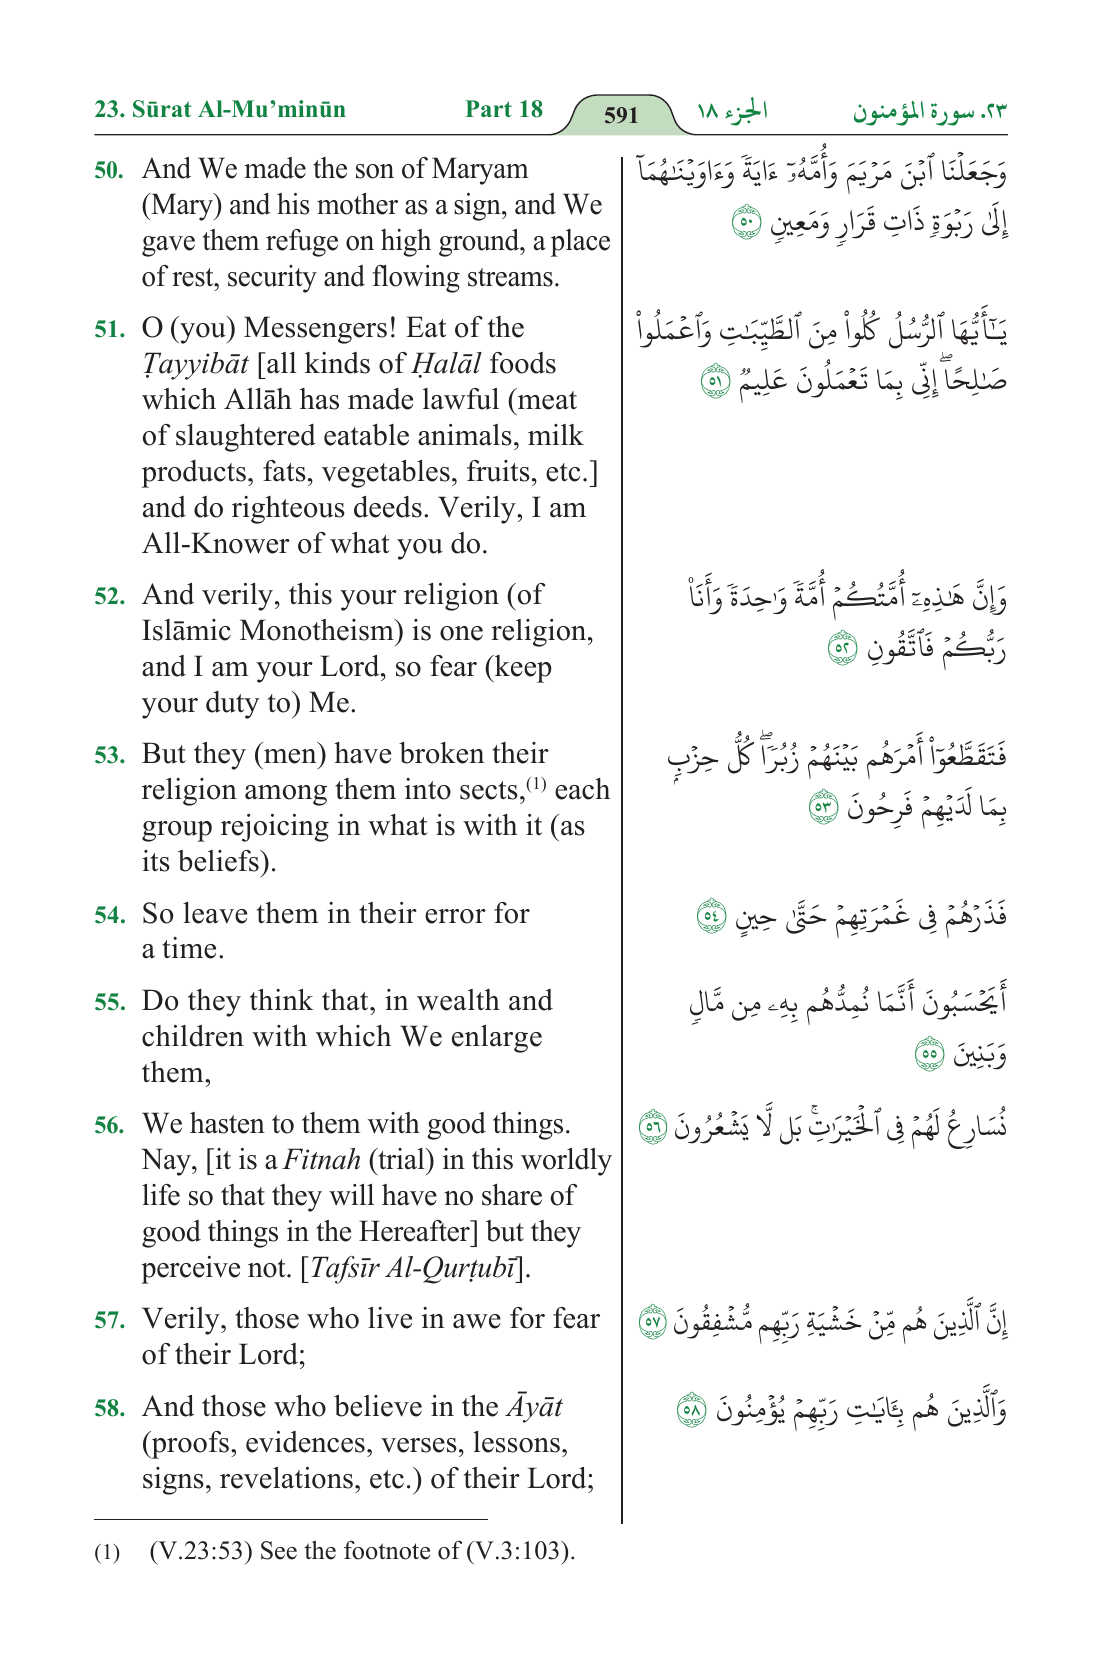 23. Sūrat Al-Mu’minūn Part 18 591 الجزء ١٨ ٢٣. سورة المؤمنون
50. And We made the son of Maryam
(Mary) and his mother as a sign, and We
gave them refuge on high ground, a place
of rest, security and flowing streams.
وَجَعَلۡنَا ٱبۡنَ مَرۡيَمَ وَأُمَّهُۥٓ ءَايَةٗ وَءَاوَيۡنَٰهُمَآ
إِلَىٰ رَبۡوَةٖ ذَاتِ قَرَارٖ وَمَعِينٖ ٥٠
51. O (you) Messengers! Eat of the
Ṭayyibāt [all kinds of Ḥalāl foods
which Allāh has made lawful (meat
of slaughtered eatable animals, milk
products, fats, vegetables, fruits, etc.]
and do righteous deeds. Verily, I am
All-Knower of what you do.
يَٰٓأَيُّهَا ٱلرُّسُلُ كُلُواْ مِنَ ٱلطَّيِّبَٰتِ وَٱعۡمَلُواْ
صَٰلِحًاۖ إِنِّي بِمَا تَعۡمَلُونَ عَلِيمٞ ٥١
52. And verily, this your religion (of
Islāmic Monotheism) is one religion,
and I am your Lord, so fear (keep
your duty to) Me.
وَإِنَّ هَٰذِهِۦٓ أُمَّتُكُمۡ أُمَّةٗ وَٰحِدَةٗ وَأَنَا۠
رَبُّكُمۡ فَٱتَّقُونِ ٥٢
53. But they (men) have broken their
religion among them into sects,(1) each
group rejoicing in what is with it (as
its beliefs).
فَتَقَطَّعُوٓاْ أَمۡرَهُم بَيۡنَهُمۡ زُبُرٗاۖ كُلُّ حِزۡبِۭ
بِمَا لَدَيۡهِمۡ فَرِحُونَ ٥٣
54. So leave them in their error for
a time.
فَذَرۡهُمۡ فِي غَمۡرَتِهِمۡ حَتَّىٰ حِينٍ ٥٤
55. Do they think that, in wealth and
children with which We enlarge
them,
أَيَحۡسَبُونَ أَنَّمَا نُمِدُّهُم بِهِۦ مِن مَّالٖ
وَبَنِينَ ٥٥
56. We hasten to them with good things.
Nay, [it is a Fitnah (trial) in this worldly
life so that they will have no share of
good things in the Hereafter] but they
perceive not. [Tafsīr Al-Qurṭubī].
نُسَارِعُ لَهُمۡ فِي ٱلۡخَيۡرَٰتِۚ بَل لَّا يَشۡعُرُونَ ٥٦
57. Verily, those who live in awe for fear
of their Lord;
إِنَّ ٱلَّذِينَ هُم مِّنۡ خَشۡيَةِ رَبِّهِم مُّشۡفِقُونَ ٥٧
58. And those who believe in the Āyāt
(proofs, evidences, verses, lessons,
signs, revelations, etc.) of their Lord;
وَٱلَّذِينَ هُم بِـَٔايَٰتِ رَبِّهِمۡ يُؤۡمِنُونَ ٥٨
(1) (V.23:53) See the footnote of (V.3:103).